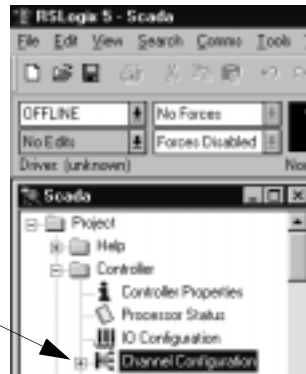 RSLogix 5 - Scada
File Edit View Search Comms Tools
OFFLINE No Forces
No Edits Forces Disabled
Driver: (unknown) No
Scada
Project
Help
Controller
Controller Properties
Processor Status
IO Configuration
Channel Configuration